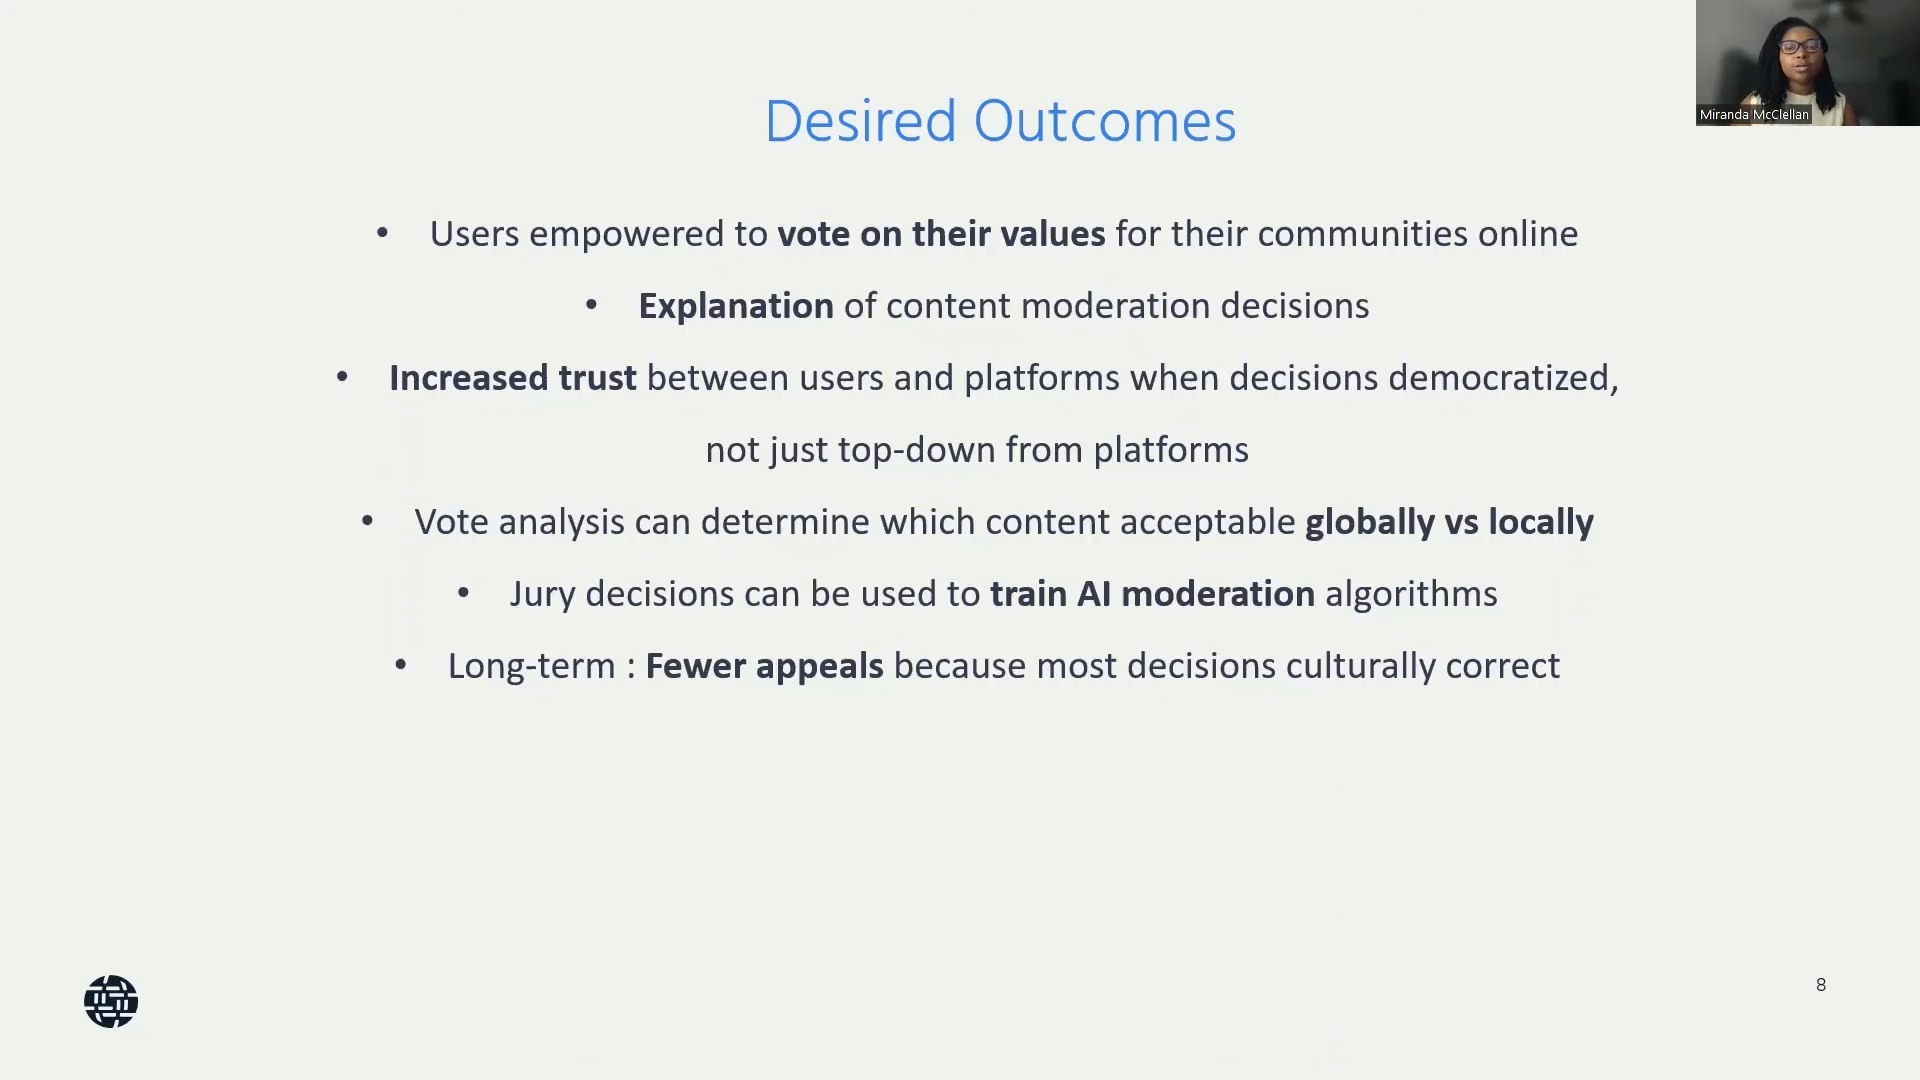 Miranda McClellan
Desired Outcomes
• Users empowered to vote on their values for their communities online
• Explanation of content moderation decisions
• Increased trust between users and platforms when decisions democratized,
not just top-down from platforms
• Vote analysis can determine which content acceptable globally vs locally
• Jury decisions can be used to train AI moderation algorithms
• Long-term : Fewer appeals because most decisions culturally correct
8